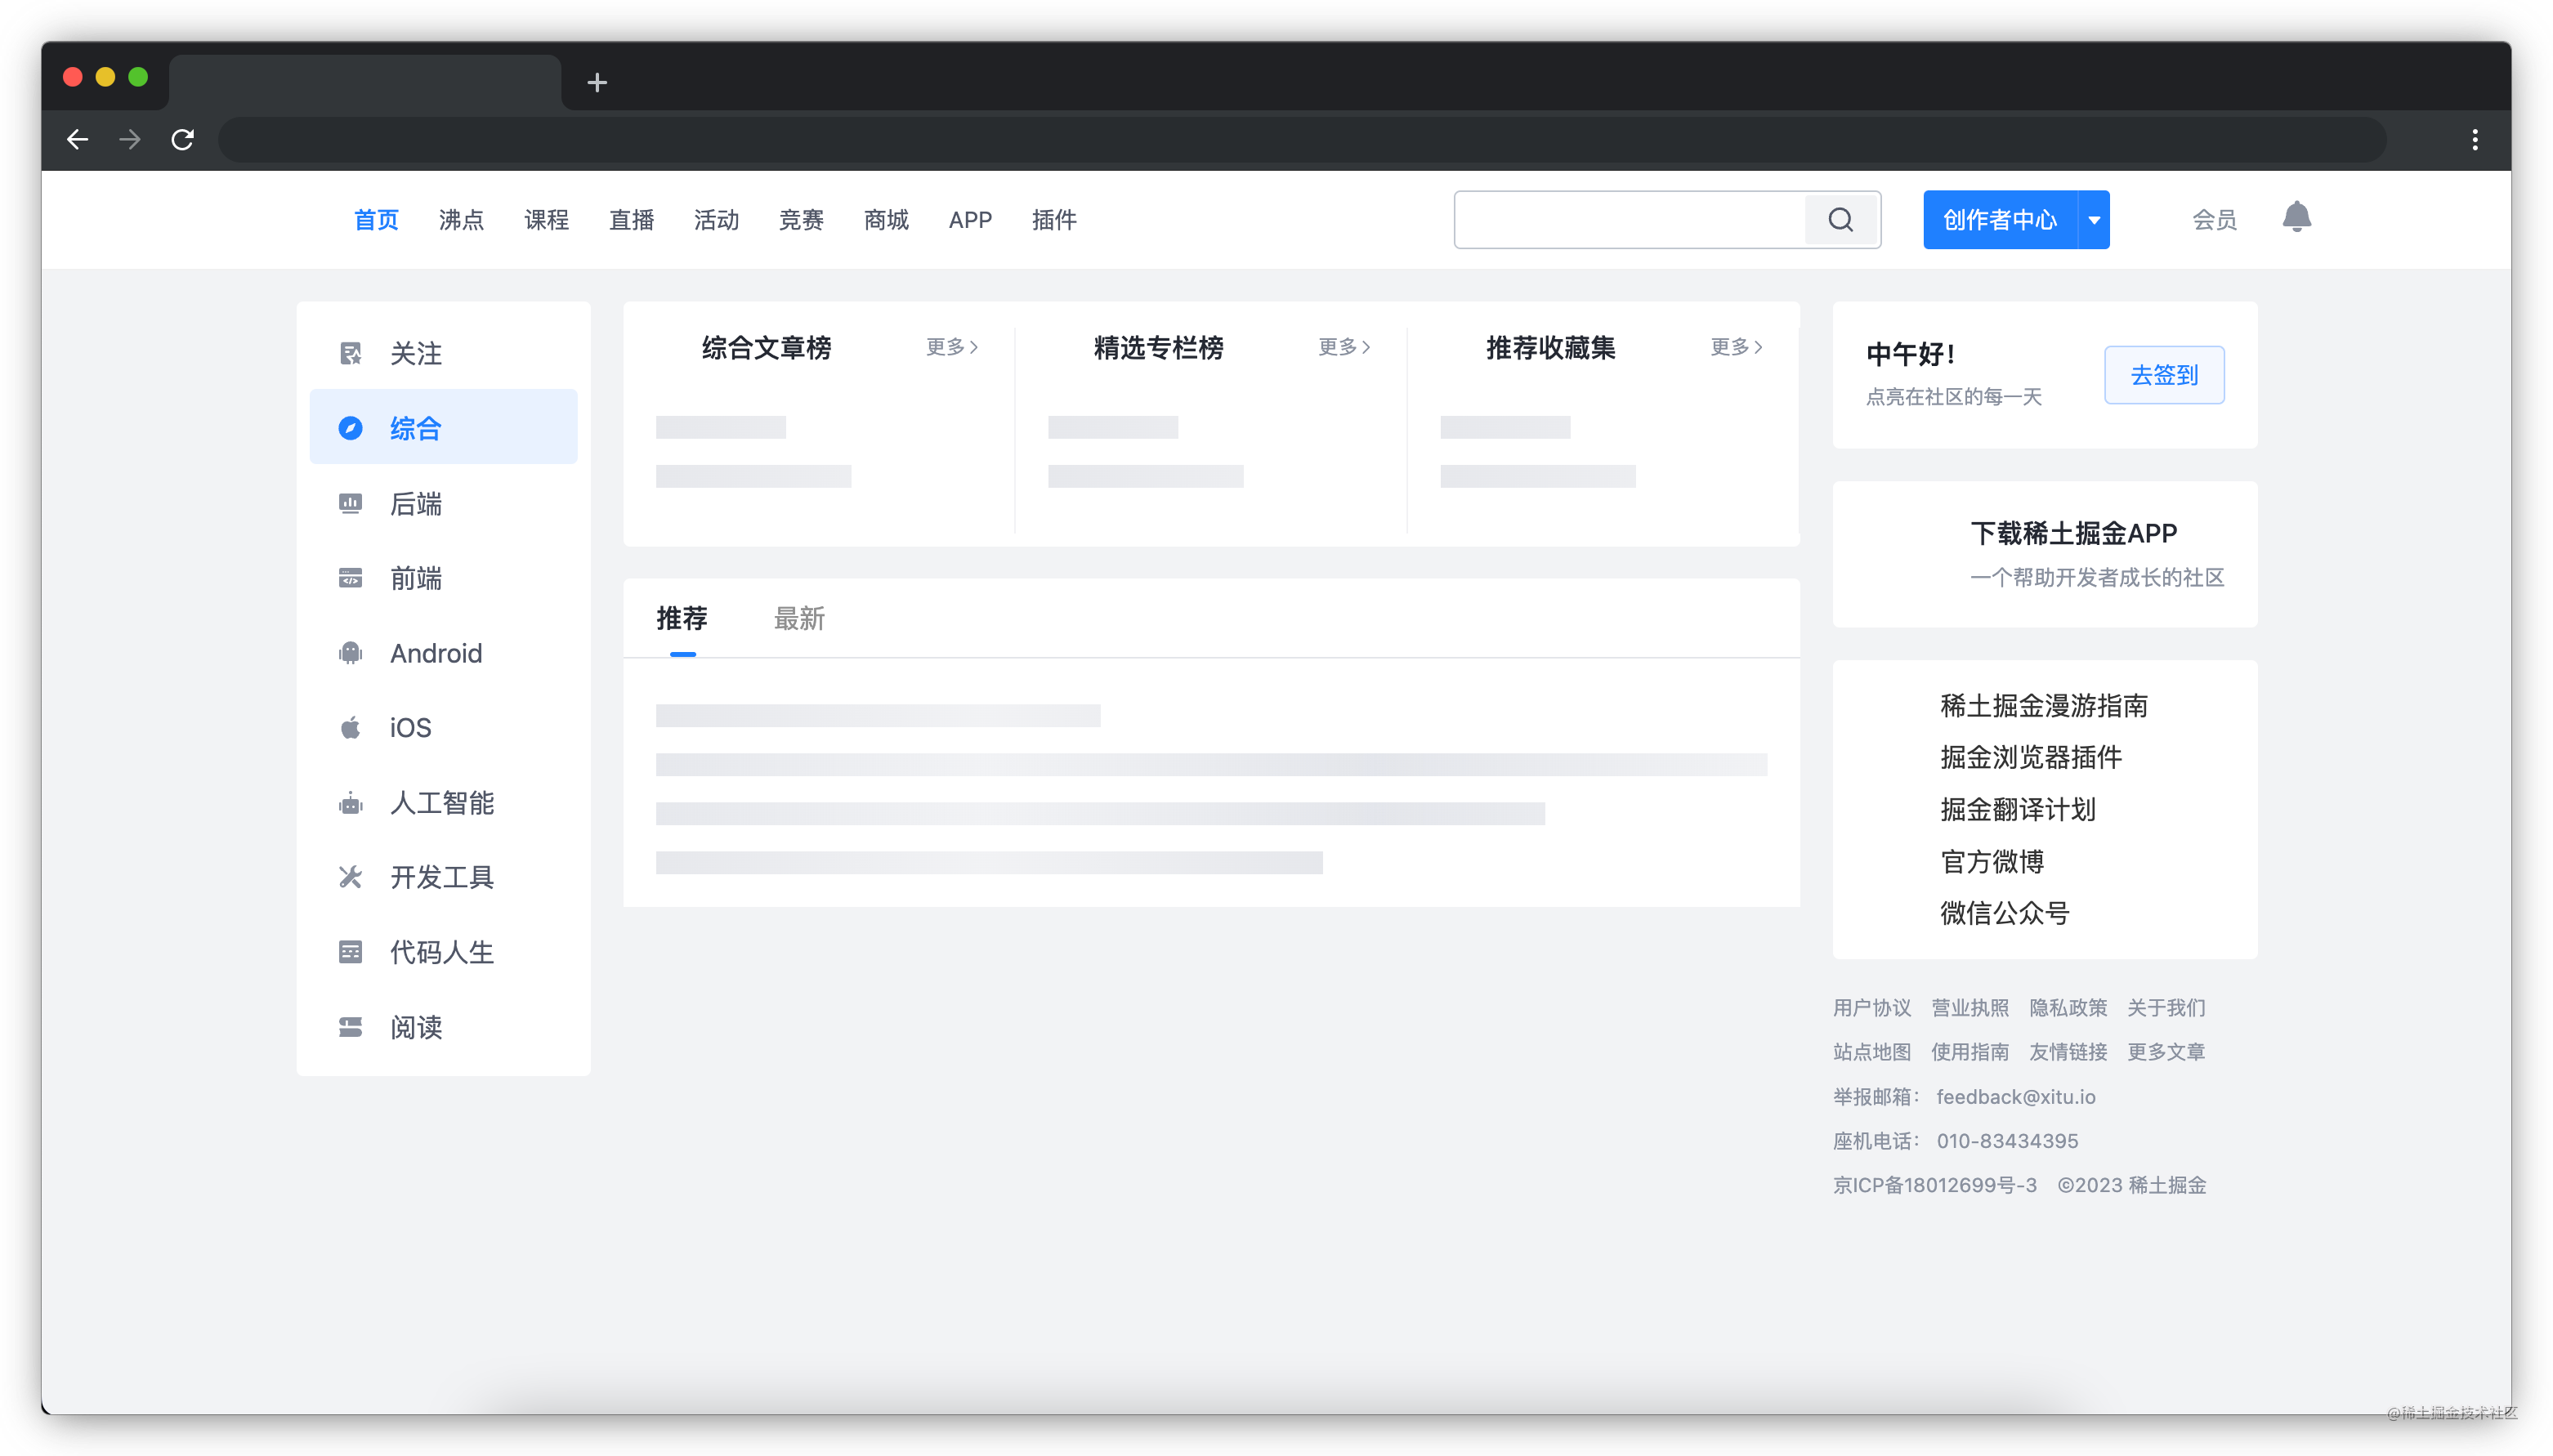 首页 沸点 课程 直播 活动 竞赛 商城 APP 插件 创作者中心 会员
关注
综合
后端
前端
Android
iOS
人工智能
开发工具
代码人生
阅读
综合文章榜 更多
精选专栏榜 更多
推荐收藏集 更多
推荐 最新
中午好！
点亮在社区的每一天
去签到
下载稀土掘金APP
一个帮助开发者成长的社区
稀土掘金漫游指南
掘金浏览器插件
掘金翻译计划
官方微博
微信公众号
用户协议 营业执照 隐私政策 关于我们
站点地图 使用指南 友情链接 更多文章
举报邮箱： feedback@xitu.io
座机电话： 010-83434395
京ICP备18012699号-3 ©2023 稀土掘金
@稀土掘金技术社区